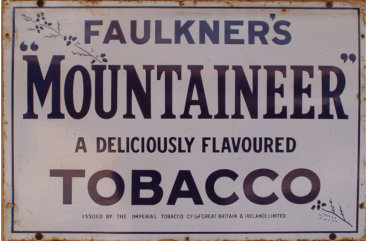 FAULKNER'S
"MOUNTAINEER"
A DELICIOUSLY FLAVOURED
TOBACCO
ISSUED BY THE IMPERIAL TOBACCO Co (OF GREAT BRITAIN & IRELAND), LIMITED